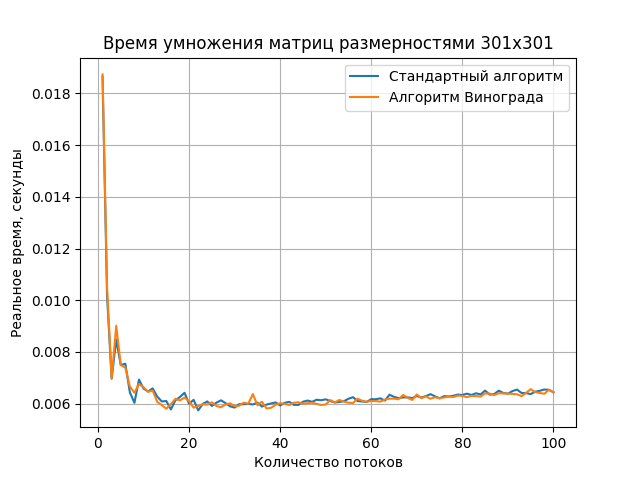 Время умножения матриц размерностями 301x301
Стандартный алгоритм
Алгоритм Винограда
0.018
0.016
0.014
0.012
0.010
0.008
0.006
Реальное время, секунды
0 20 40 60 80 100
Количество потоков